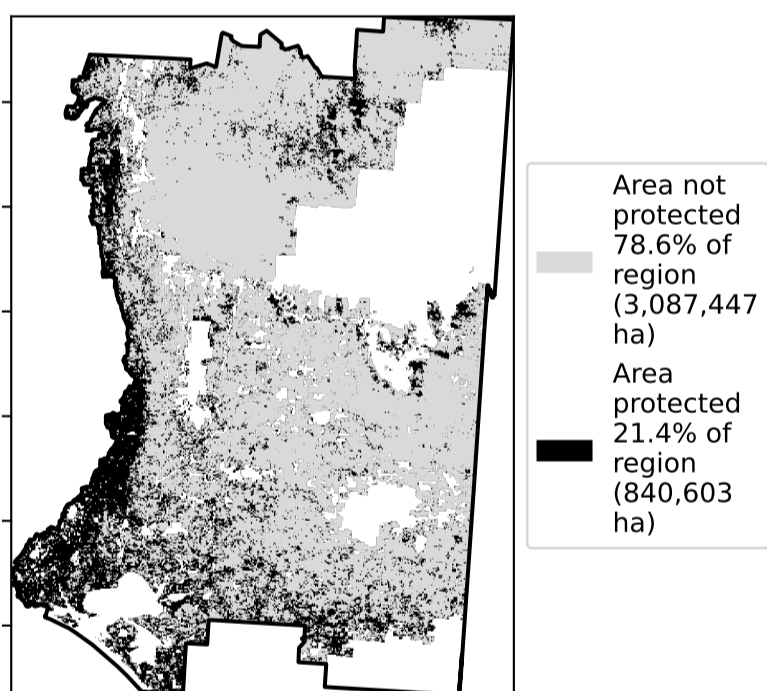 Area not
protected
78.6% of
region
(3,087,447
ha)
Area
protected
21.4% of
region
(840,603
ha)